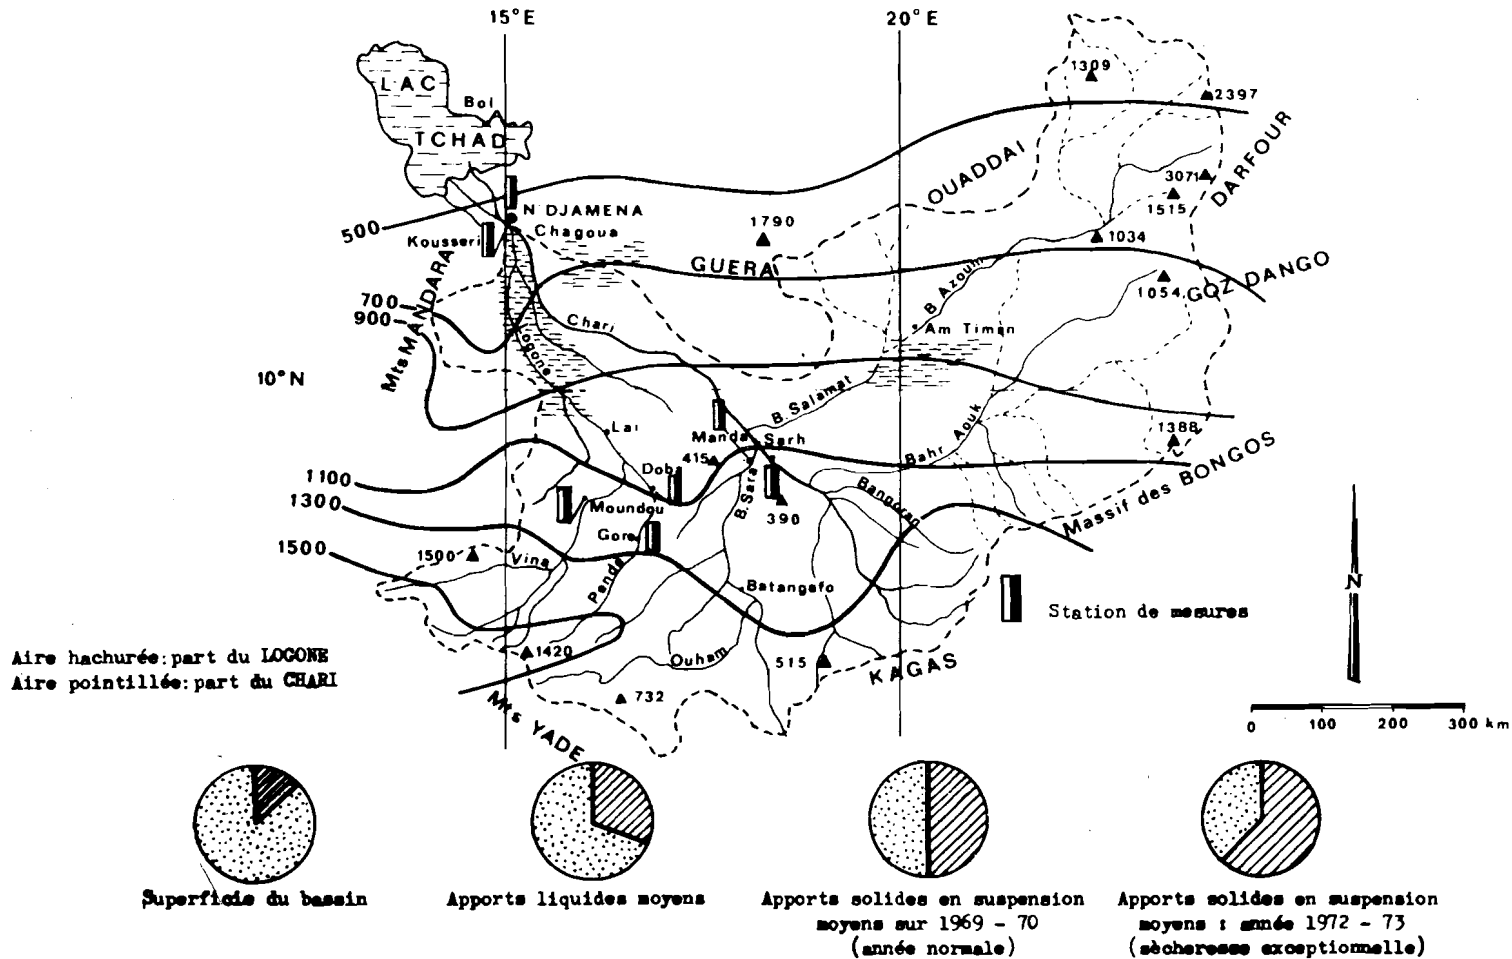 15°E
20°E
LAC
TCHAD
Bol
1309
2397
DARFOUR
OUADDAI
3071
1515
1034
500
N'DJAMENA
Chagoua
Kousseri
1790
GUERA
B. Azoum
1054
GOZ DANGO
Mts MANDARA
700
900
Chari
Logone
Am Timan
10°N
B. Salamat
Lai
Manda
Sarh
Bahr Aouk
1388
Massif des BONGOS
1100
Doba
415
B. Sara
390
Bangoran
1300
Moundou
Gore
1500
1500
Vina
Penda
Batangafo
Station de mesures
N
1420
Ouham
515
KAGAS
732
Mts YADE
Aire hachurée: part du LOGONE
Aire pointillée: part du CHARI
0 100 200 300 km
Superficie du bassin
Apports liquides moyens
Apports solides en suspension
moyens sur 1969 - 70
(année normale)
Apports solides en suspension
moyens : année 1972 - 73
(sècheresse exceptionnelle)